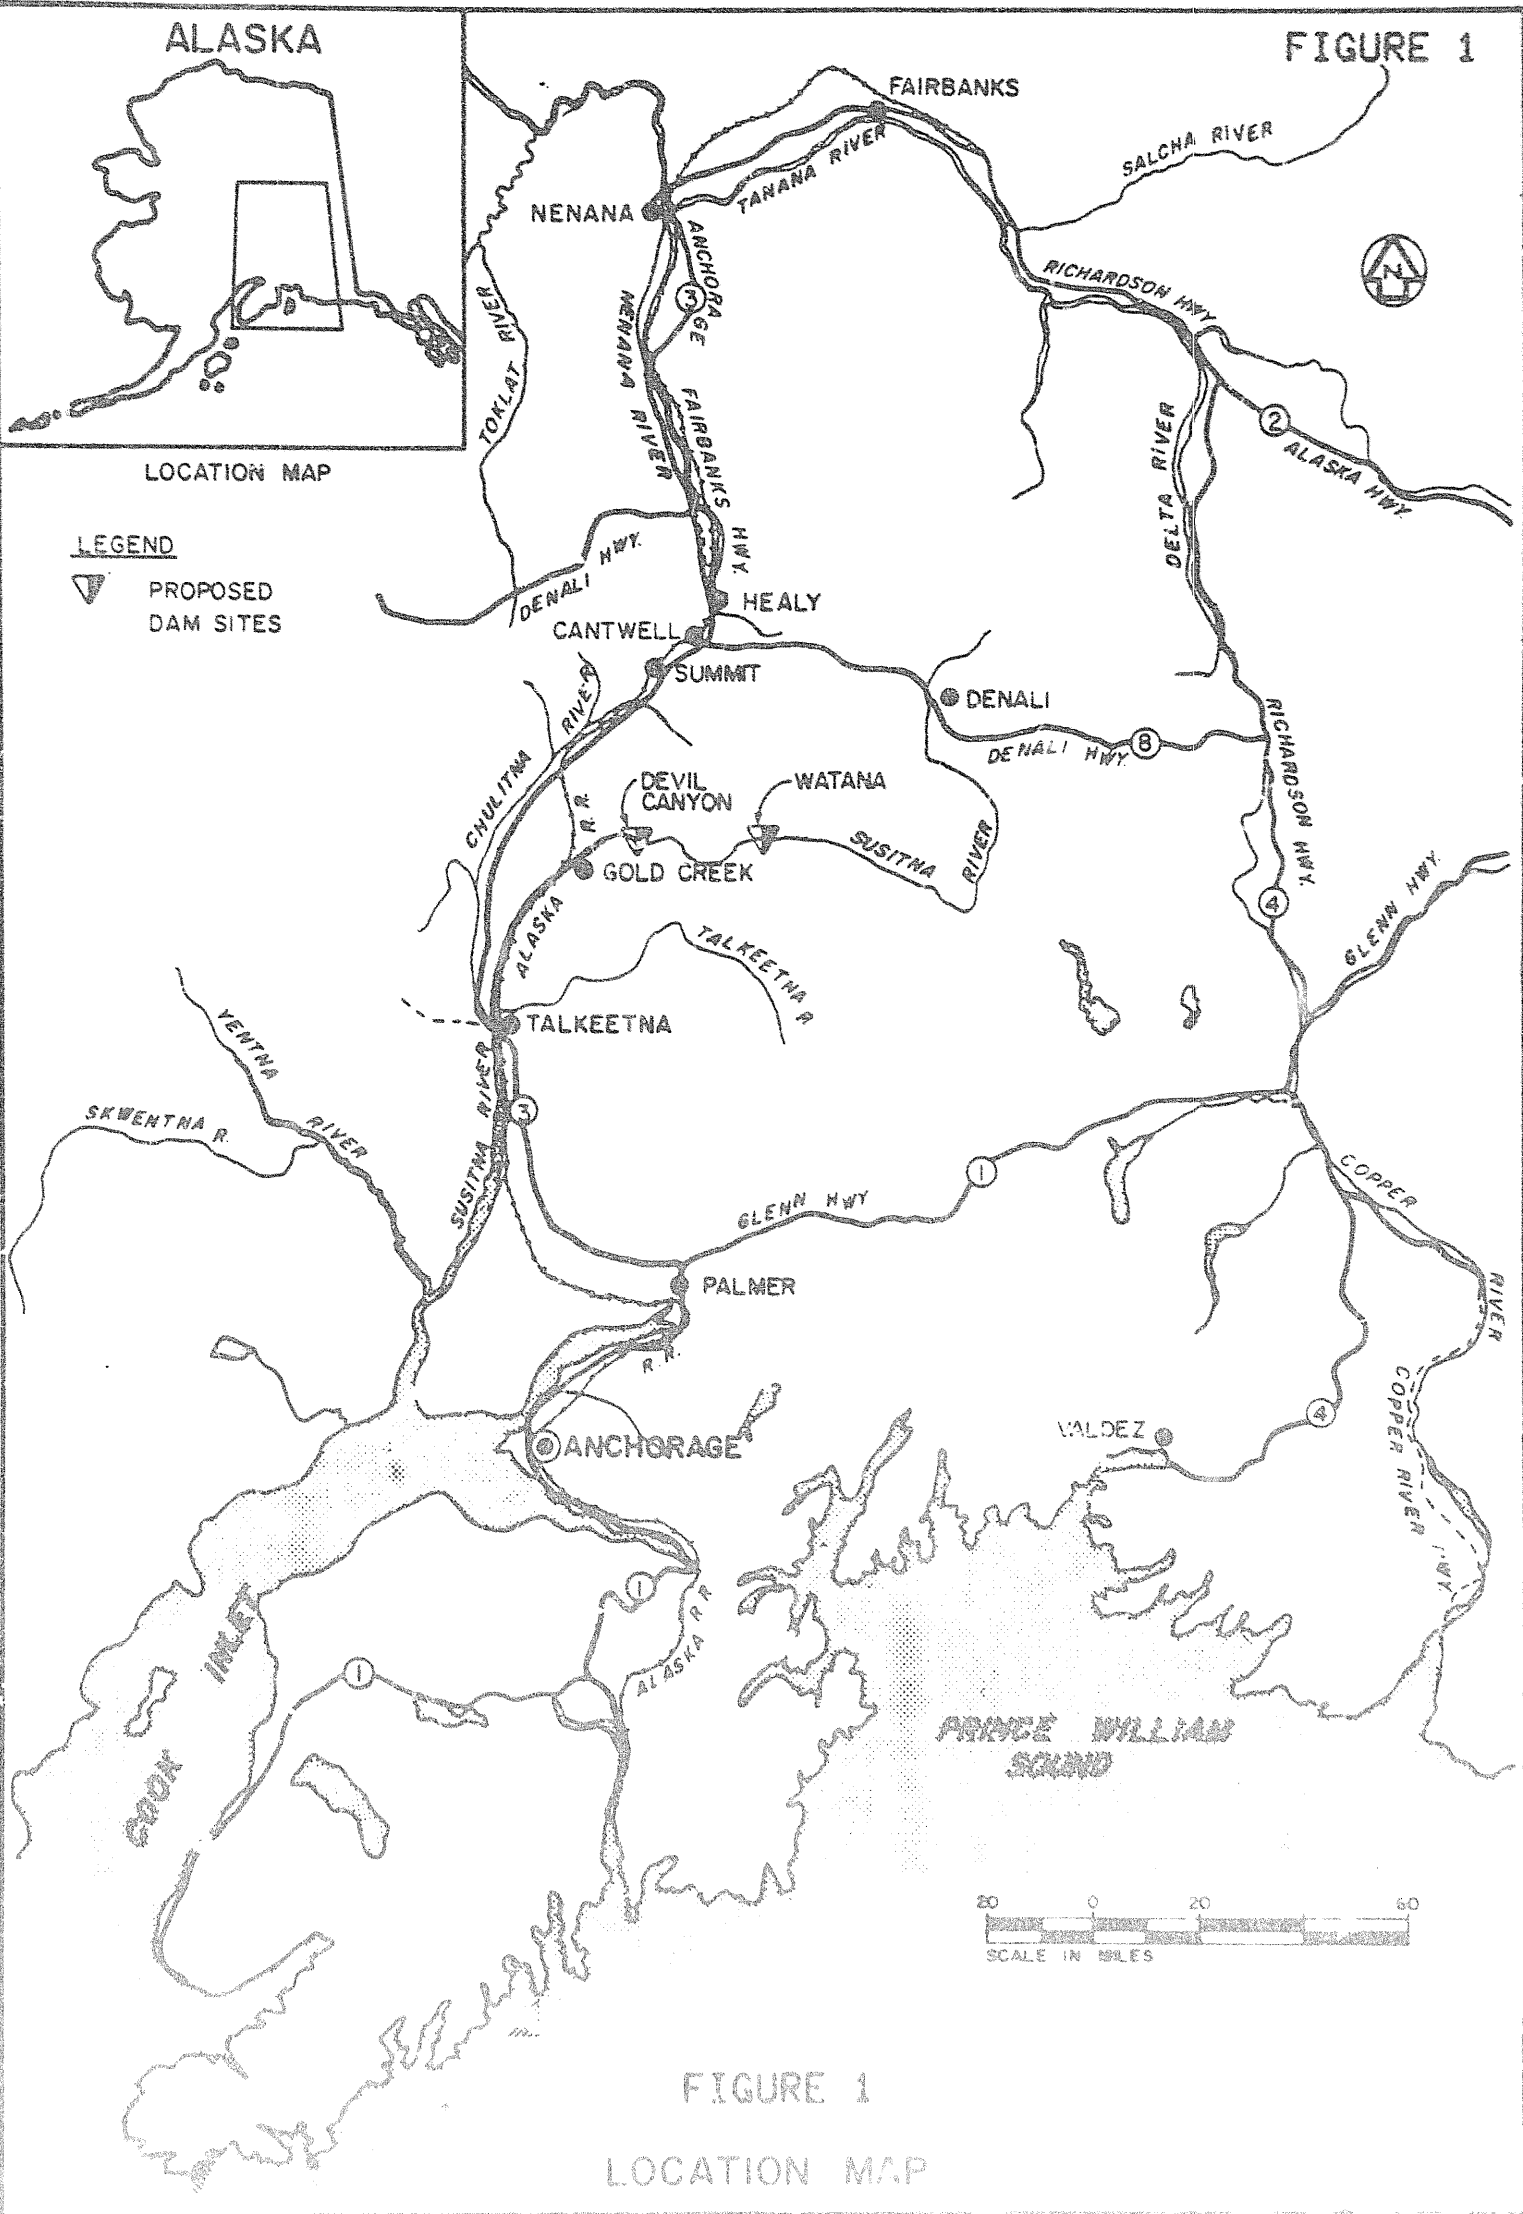 ALASKA
FIGURE 1
LOCATION MAP
LEGEND
PROPOSED
DAM SITES
FAIRBANKS
SALCHA RIVER
TANANA RIVER
NENANA
N
ANCHORAGE
3
FAIRBANKS
HWY.
NENANA RIVER
TOKLAT RIVER
RICHARDSON HWY
2
ALASKA HWY.
DELTA RIVER
DENALI HWY.
HEALY
CANTWELL
SUMMIT
DENALI
DENALI HWY.
8
RICHARDSON HWY.
CHULITNA RIVER
R. R.
DEVIL
CANYON
WATANA
SUSITNA RIVER
GOLD CREEK
ALASKA
4
GLENN HWY.
TALKEETNA R
TALKEETNA
YENTNA RIVER
SKWENTNA R.
SUSITNA RIVER
3
GLENN HWY
1
COPPER RIVER
PALMER
R. R.
COPPER RIVER HWY
4
VALDEZ
ANCHORAGE
1
ALASKA R R
1
COOK INLET
PRINCE WILLIAM
SOUND
20 0 20 60
SCALE IN MILES
FIGURE 1
LOCATION MAP